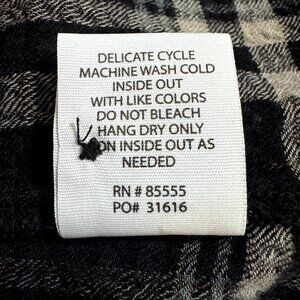 DELICATE CYCLE
MACHINE WASH COLD
INSIDE OUT
WITH LIKE COLORS
DO NOT BLEACH
HANG DRY ONLY
ON INSIDE OUT AS
NEEDED
RN # 85555
PO# 31616